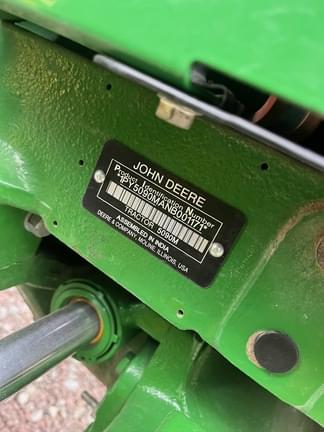 JOHN DEERE
Product Identification Number
*1PY5090MANB001171*
TRACTOR 5090M
ASSEMBLED IN INDIA
DEERE & COMPANY, MOLINE, ILLINOIS, USA